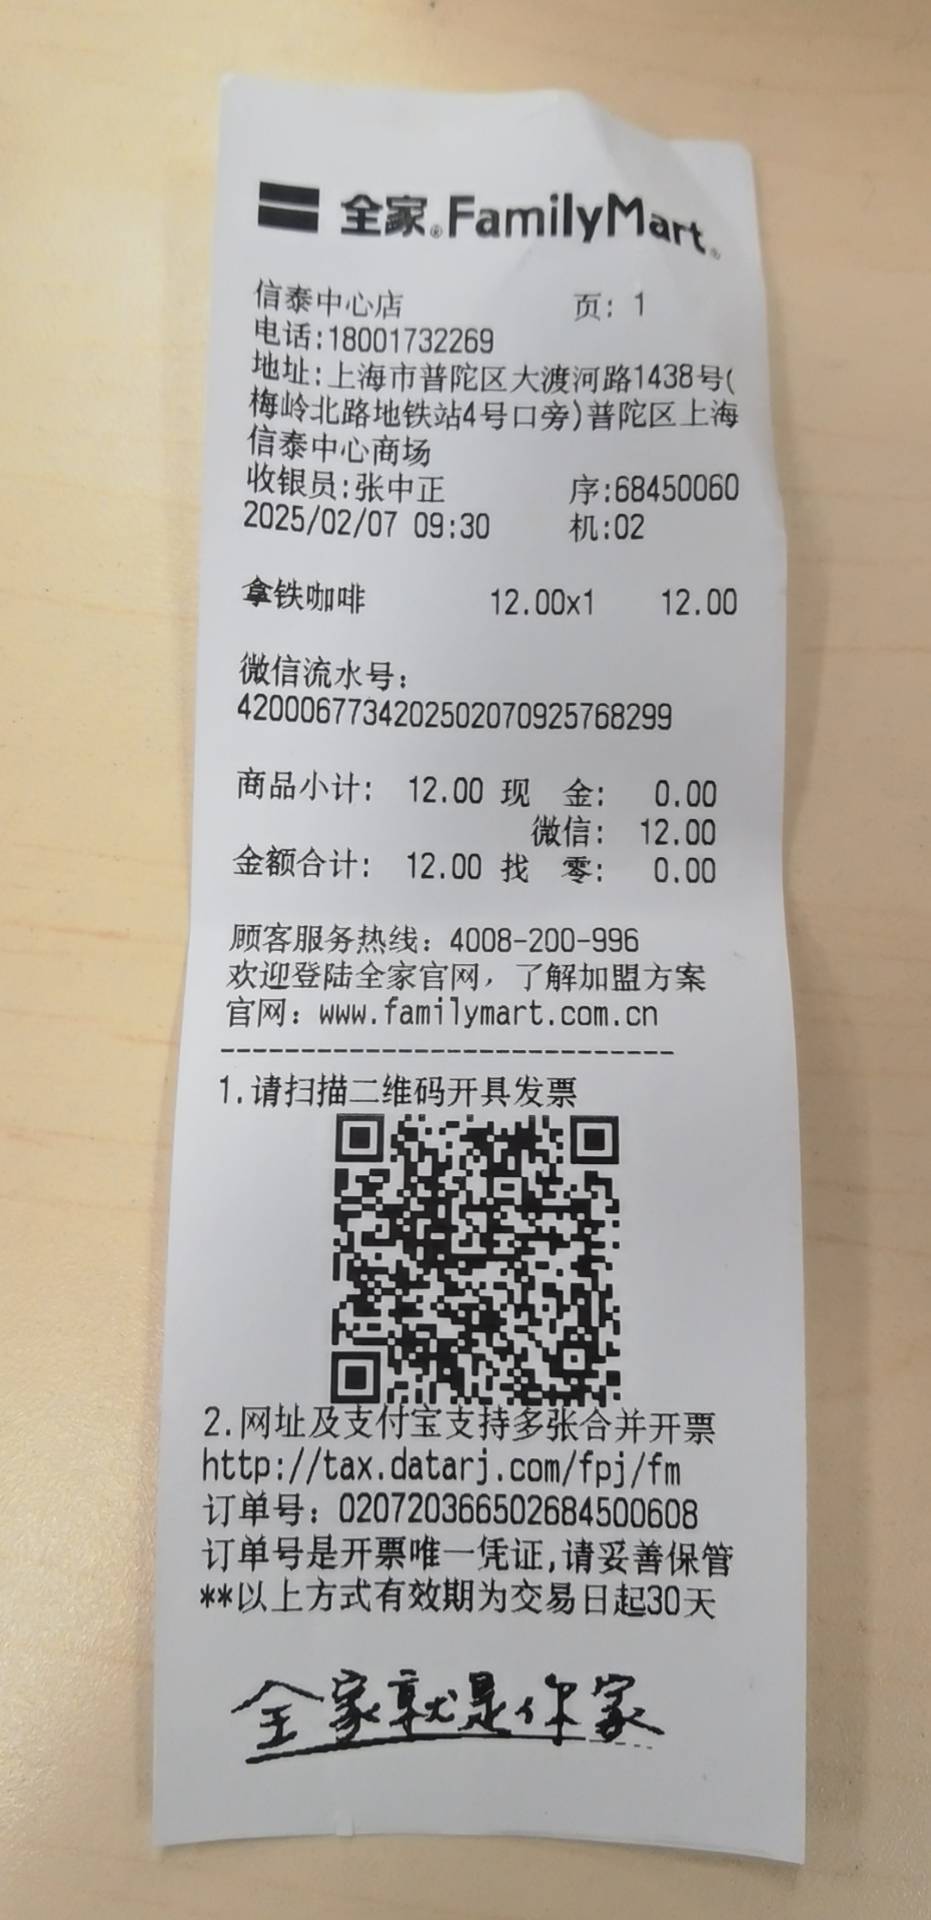 全家®FamilyMart®
信泰中心店 页: 1
电话:18001732269
地址:上海市普陀区大渡河路1438号(
梅岭北路地铁站4号口旁)普陀区上海
信泰中心商场
收银员:张中正 序:68450060
2025/02/07 09:30 机:02
拿铁咖啡 12.00x1 12.00
微信流水号:
4200067734202502070925768299
商品小计: 12.00 现 金: 0.00
微信: 12.00
金额合计: 12.00 找 零: 0.00
顾客服务热线: 4008-200-996
欢迎登陆全家官网，了解加盟方案
官网: www.familymart.com.cn
------------------------------
1.请扫描二维码开具发票
2.网址及支付宝支持多张合并开票
http://tax.datarj.com/fpj/fm
订单号: 020720366502684500608
订单号是开票唯一凭证,请妥善保管
**以上方式有效期为交易日起30天
全家就是你家